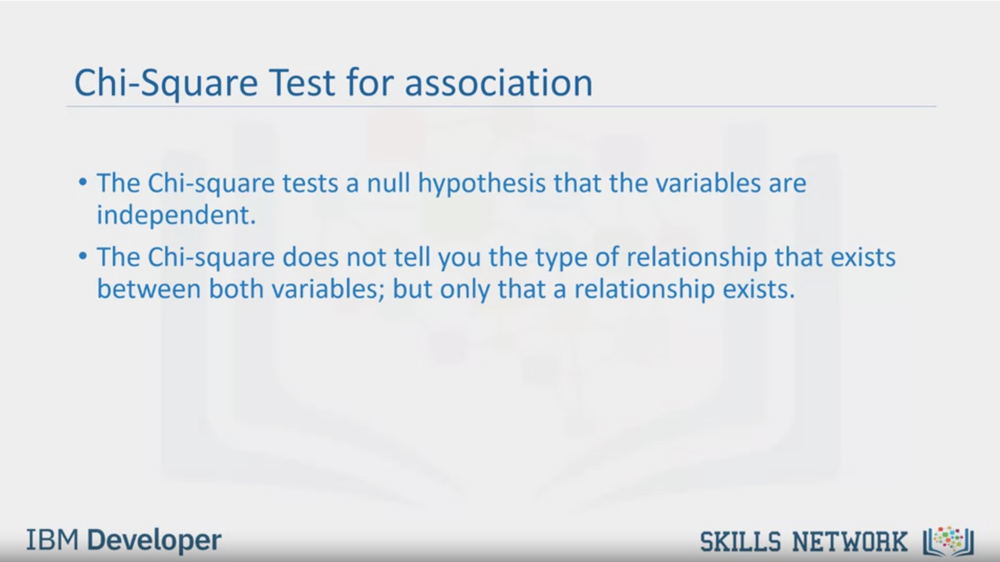 Chi-Square Test for association
• The Chi-square tests a null hypothesis that the variables are
independent.
• The Chi-square does not tell you the type of relationship that exists
between both variables; but only that a relationship exists.
IBM Developer
SKILLS NETWORK